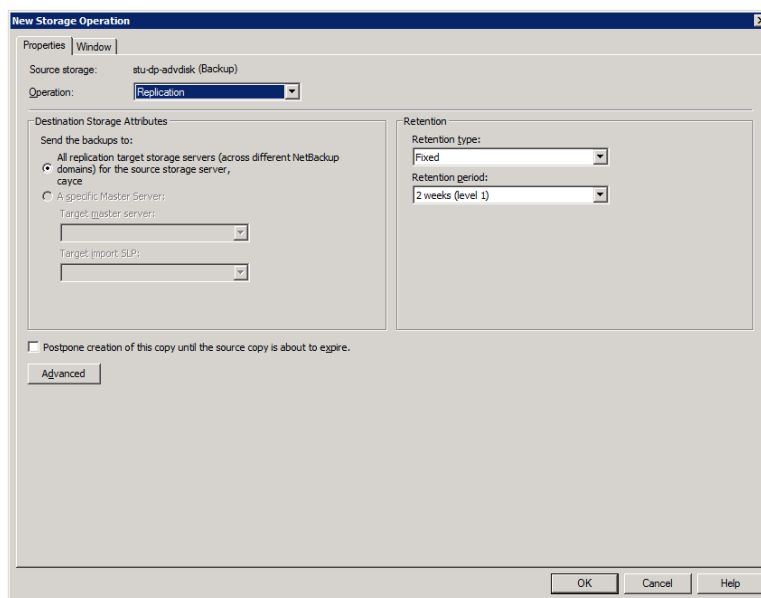 New Storage Operation
Properties
Window
Source storage:
stu-dp-advdisk (Backup)
Operation:
Replication
Destination Storage Attributes
Send the backups to:
All replication target storage servers (across different NetBackup
domains) for the source storage server,
cayce
A specific Master Server:
Target master server:
Target import SLP:
Retention
Retention type:
Fixed
Retention period:
2 weeks (level 1)
Postpone creation of this copy until the source copy is about to expire.
Advanced
OK
Cancel
Help